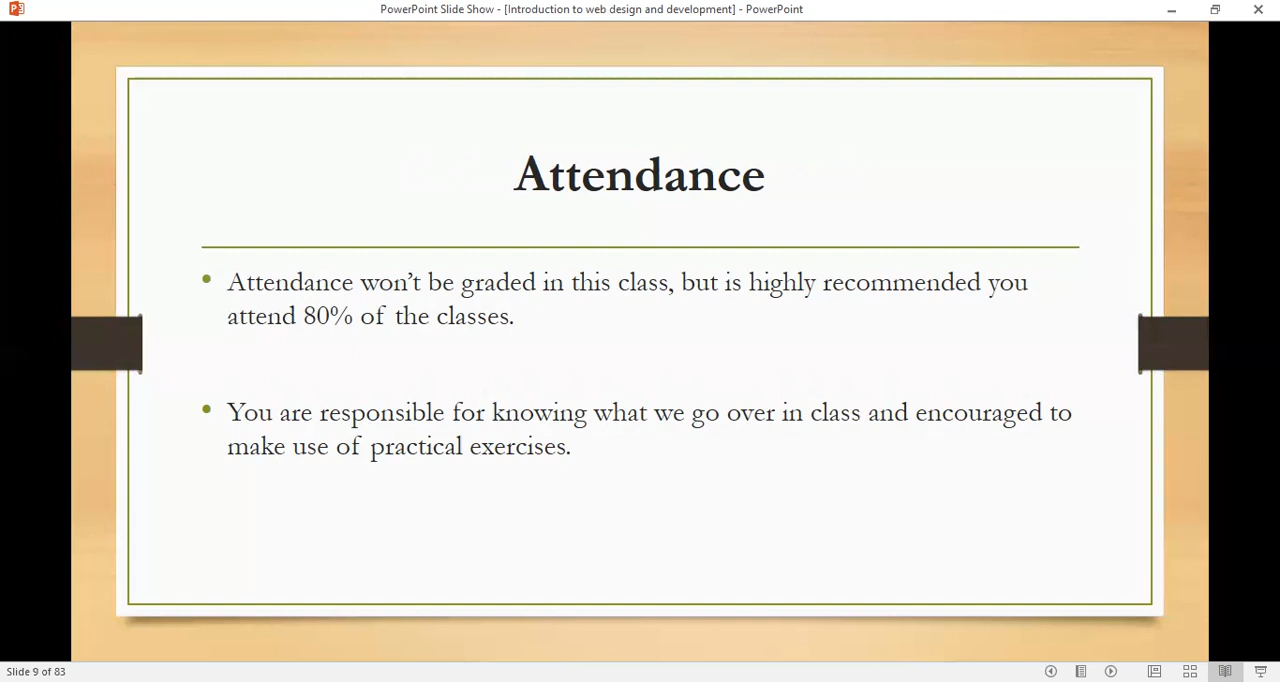 PowerPoint Slide Show - [Introduction to web design and development] - PowerPoint
Attendance
• Attendance won’t be graded in this class, but is highly recommended you
attend 80% of the classes.
• You are responsible for knowing what we go over in class and encouraged to
make use of practical exercises.
Slide 9 of 83